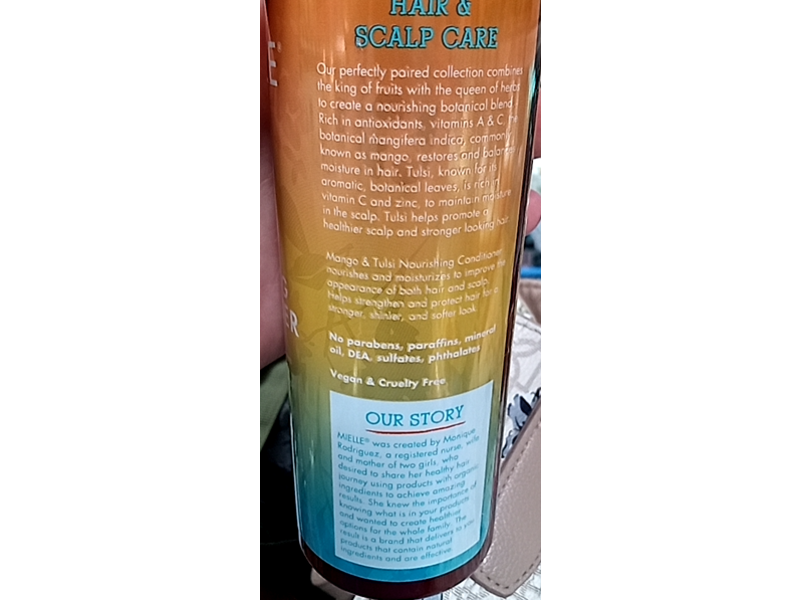 HAIR &
SCALP CARE
E®
Our perfectly paired collection combines
the king of fruits with the queen of herbs
to create a nourishing botanical blend.
Rich in antioxidants, vitamins A & C, the
botanical mangifera indica, commonly
known as mango, restores and balances
moisture in hair. Tulsi, known for its
aromatic, botanical leaves, is rich in
vitamin C and zinc, to maintain moisture
in the scalp. Tulsi helps promote a
healthier scalp and stronger looking hair.
Mango & Tulsi Nourishing Conditioner
nourishes and moisturizes to improve the
appearance of both hair and scalp.
Helps strengthen and protect hair for a
stronger, shinier, and softer look.
G
ER
No parabens, paraffins, mineral
oil, DEA, sulfates, phthalates
Vegan & Cruelty Free
OUR STORY
MIELLE® was created by Monique
Rodriguez, a registered nurse, wife
and mother of two girls, who
desired to share her healthy hair
journey using products with organic
ingredients to achieve amazing
results. She knew the importance of
knowing what is in your products
and wanted to create healthier
options for the whole family. The
result is a brand that delivers to you
products that contain natural
ingredients and are effective.